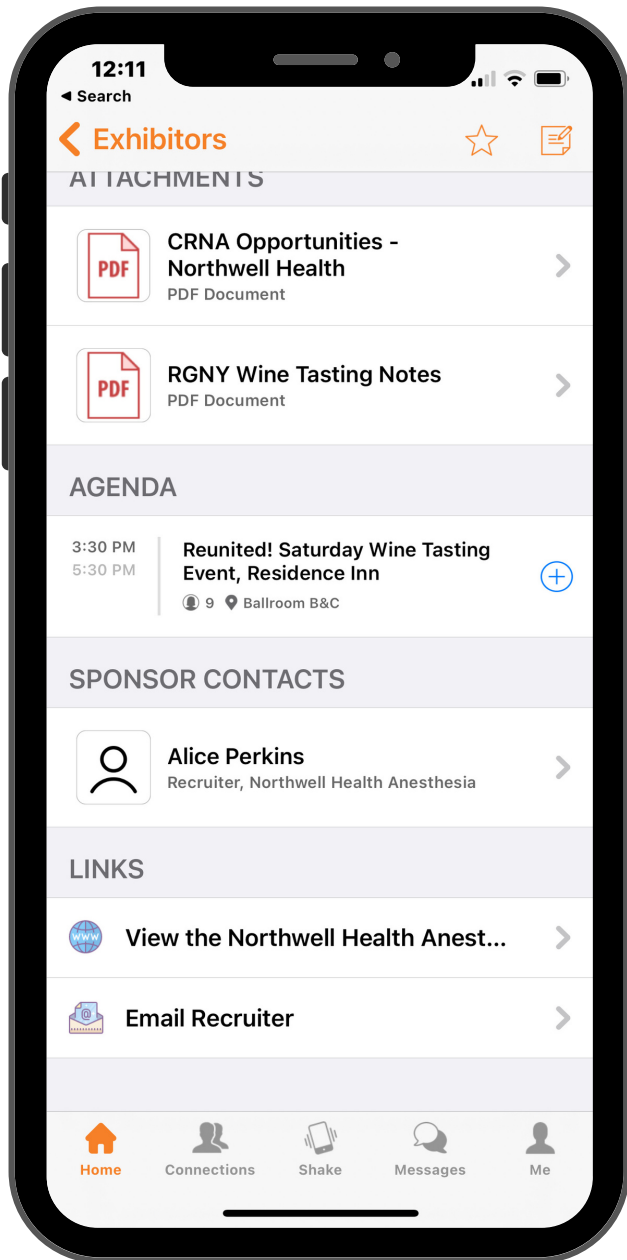 12:11
◀ Search
Exhibitors
ATTACHMENTS
PDF
CRNA Opportunities -
Northwell Health
PDF Document
PDF
RGNY Wine Tasting Notes
PDF Document
AGENDA
3:30 PM
5:30 PM
Reunited! Saturday Wine Tasting
Event, Residence Inn
9 Ballroom B&C
SPONSOR CONTACTS
Alice Perkins
Recruiter, Northwell Health Anesthesia
LINKS
WWW
View the Northwell Health Anest...
@
Email Recruiter
Home Connections Shake Messages Me